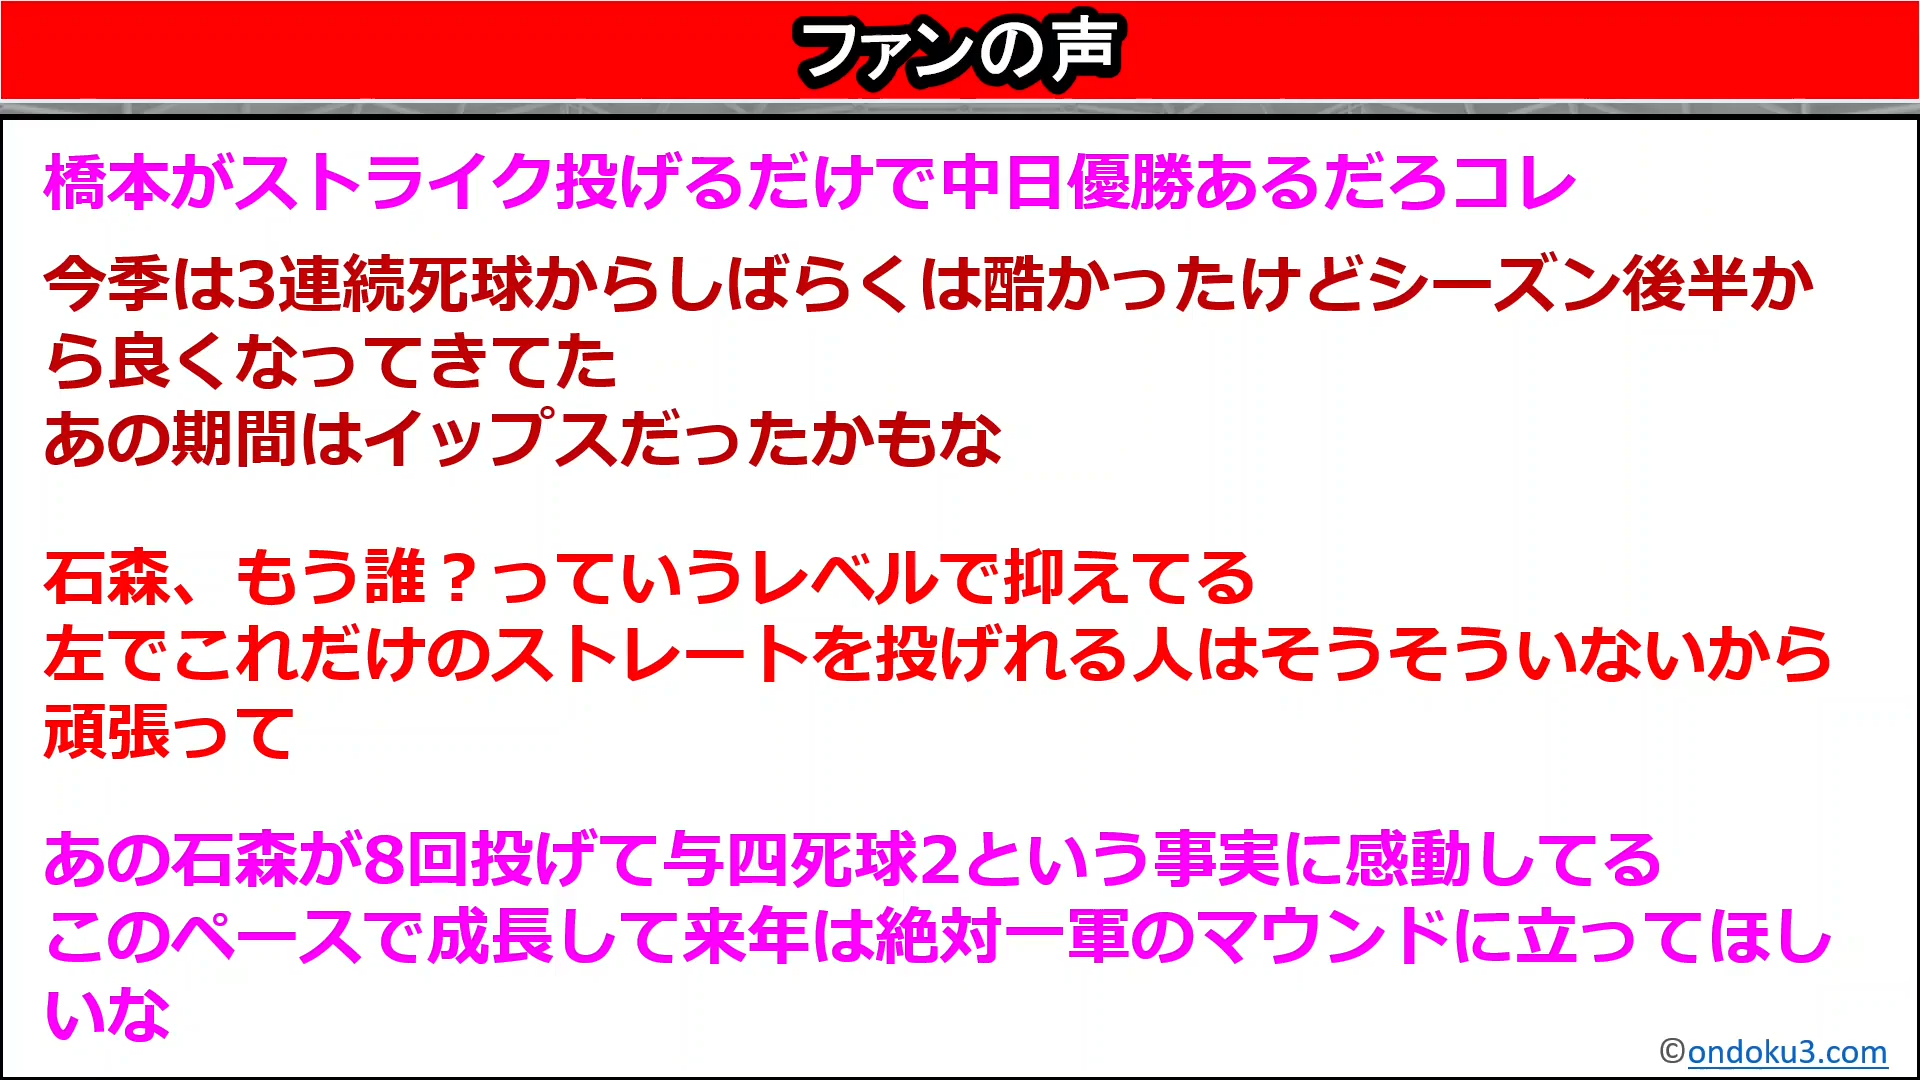 ファンの声
橋本がストライク投げるだけで中日優勝あるだろコレ
今季は3連続死球からしばらくは酷かったけどシーズン後半か
ら良くなってきてた
あの期間はイップスだったかもな
石森、もう誰？っていうレベルで抑えてる
左でこれだけのストレートを投げれる人はそうそういないから
頑張って
あの石森が8回投げて与四死球2という事実に感動してる
このペースで成長して来年は絶対一軍のマウンドに立ってほし
いな
©ondoku3.com